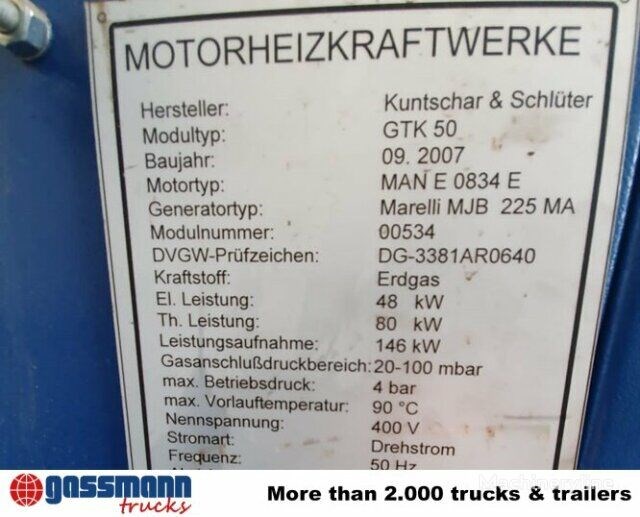 MOTORHEIZKRAFTWERKE
Hersteller: Kuntschar & Schlüter
Modultyp: GTK 50
Baujahr: 09. 2007
Motortyp: MAN E 0834 E
Generatortyp: Marelli MJB 225 MA
Modulnummer: 00534
DVGW-Prüfzeichen: DG-3381AR0640
Kraftstoff: Erdgas
El. Leistung: 48 kW
Th. Leistung: 80 kW
Leistungsaufnahme: 146 kW
Gasanschlußdruckbereich: 20-100 mbar
max. Betriebsdruck: 4 bar
max. Vorlauftemperatur: 90 °C
Nennspannung: 400 V
Stromart: Drehstrom
Frequenz: 50 Hz
gassmann
trucks
More than 2.000 trucks & trailers